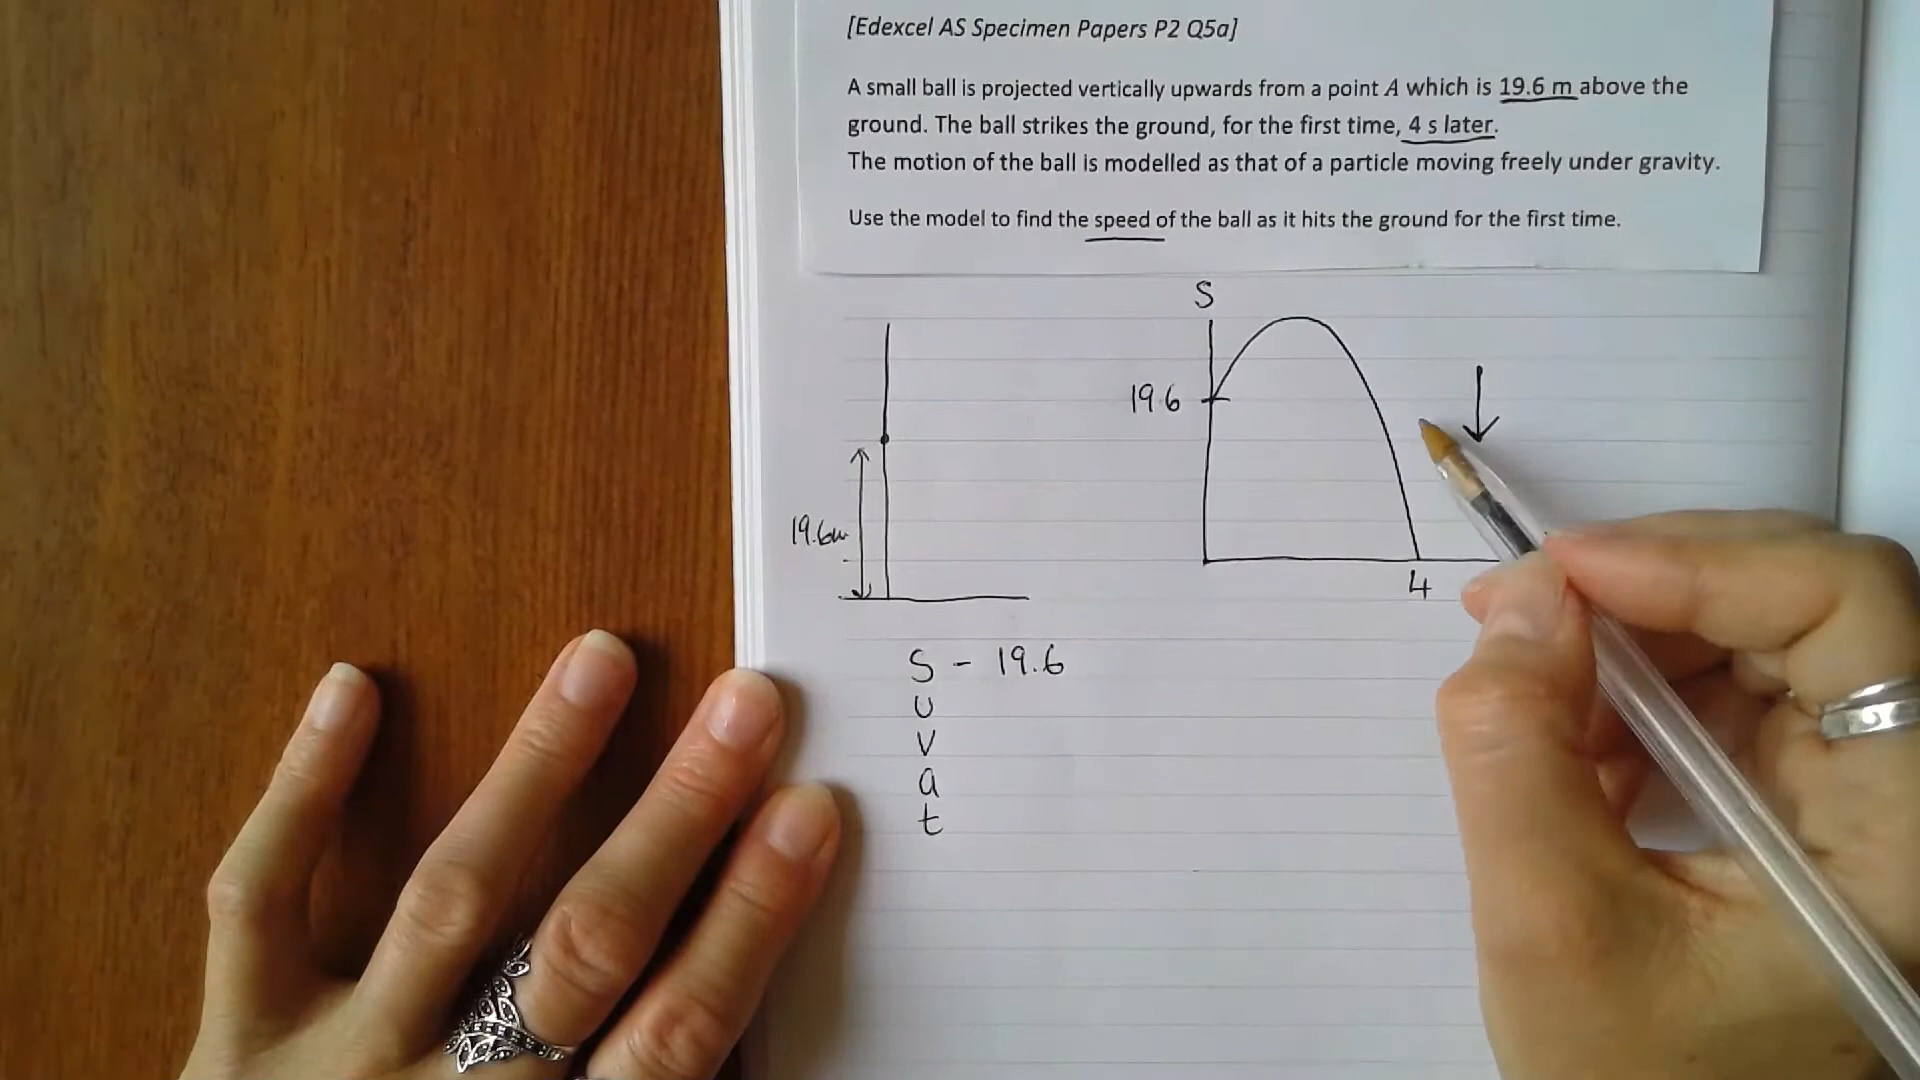 [Edexcel AS Specimen Papers P2 Q5a]
A small ball is projected vertically upwards from a point A which is 19.6 m above the
ground. The ball strikes the ground, for the first time, 4 s later.
The motion of the ball is modelled as that of a particle moving freely under gravity.
Use the model to find the speed of the ball as it hits the ground for the first time.
S
19.6
19.6m
4
S - 19.6
u
v
a
t